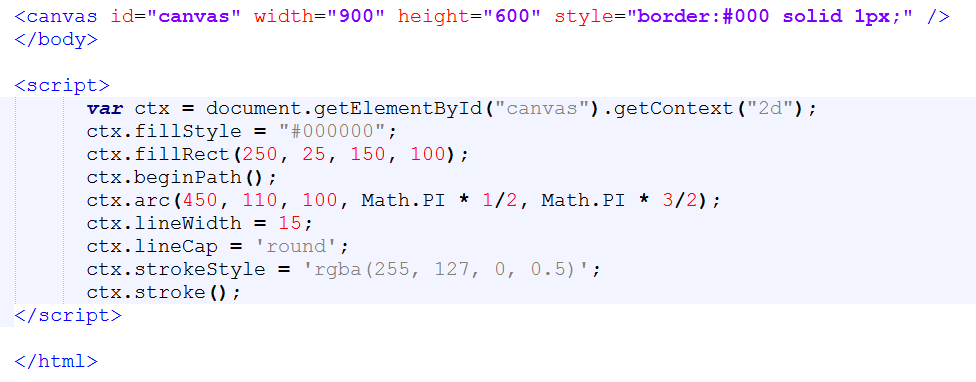 <canvas id="canvas" width="900" height="600" style="border:#000 solid 1px;" />
</body>
<script>
var ctx = document.getElementById("canvas").getContext("2d");
ctx.fillStyle = "#000000";
ctx.fillRect(250, 25, 150, 100);
ctx.beginPath();
ctx.arc(450, 110, 100, Math.PI * 1/2, Math.PI * 3/2);
ctx.lineWidth = 15;
ctx.lineCap = 'round';
ctx.strokeStyle = 'rgba(255, 127, 0, 0.5)';
ctx.stroke();
</script>
</html>